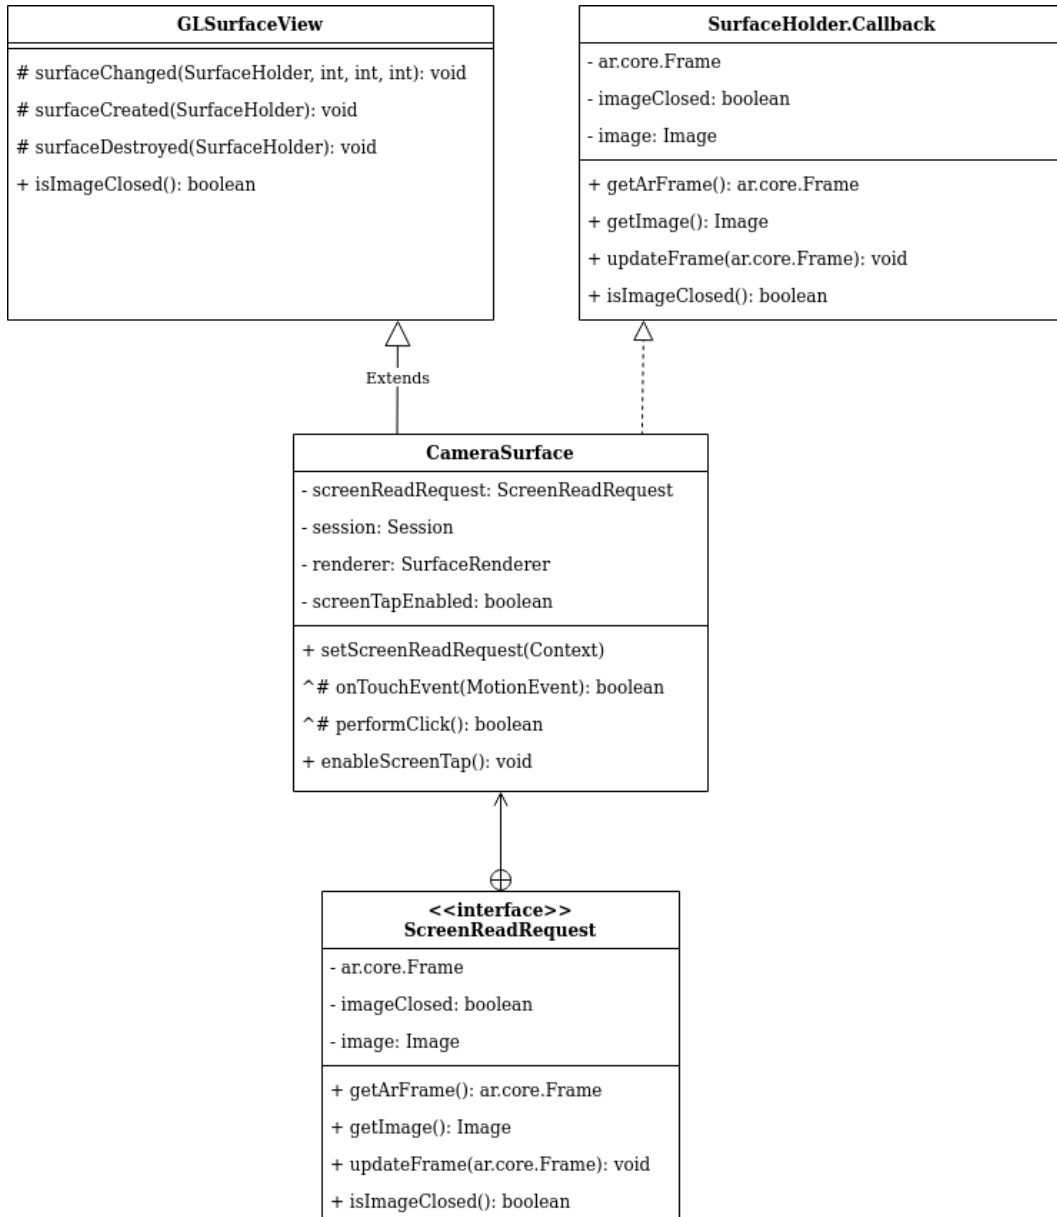 GLSurfaceView
# surfaceChanged(SurfaceHolder, int, int, int): void
# surfaceCreated(SurfaceHolder): void
# surfaceDestroyed(SurfaceHolder): void
+ isImageClosed(): boolean
SurfaceHolder.Callback
- ar.core.Frame
- imageClosed: boolean
- image: Image
+ getArFrame(): ar.core.Frame
+ getImage(): Image
+ updateFrame(ar.core.Frame): void
+ isImageClosed(): boolean
Extends
CameraSurface
- screenReadRequest: ScreenReadRequest
- session: Session
- renderer: SurfaceRenderer
- screenTapEnabled: boolean
+ setScreenReadRequest(Context)
^# onTouchEvent(MotionEvent): boolean
^# performClick(): boolean
+ enableScreenTap(): void
<<interface>>
ScreenReadRequest
- ar.core.Frame
- imageClosed: boolean
- image: Image
+ getArFrame(): ar.core.Frame
+ getImage(): Image
+ updateFrame(ar.core.Frame): void
+ isImageClosed(): boolean